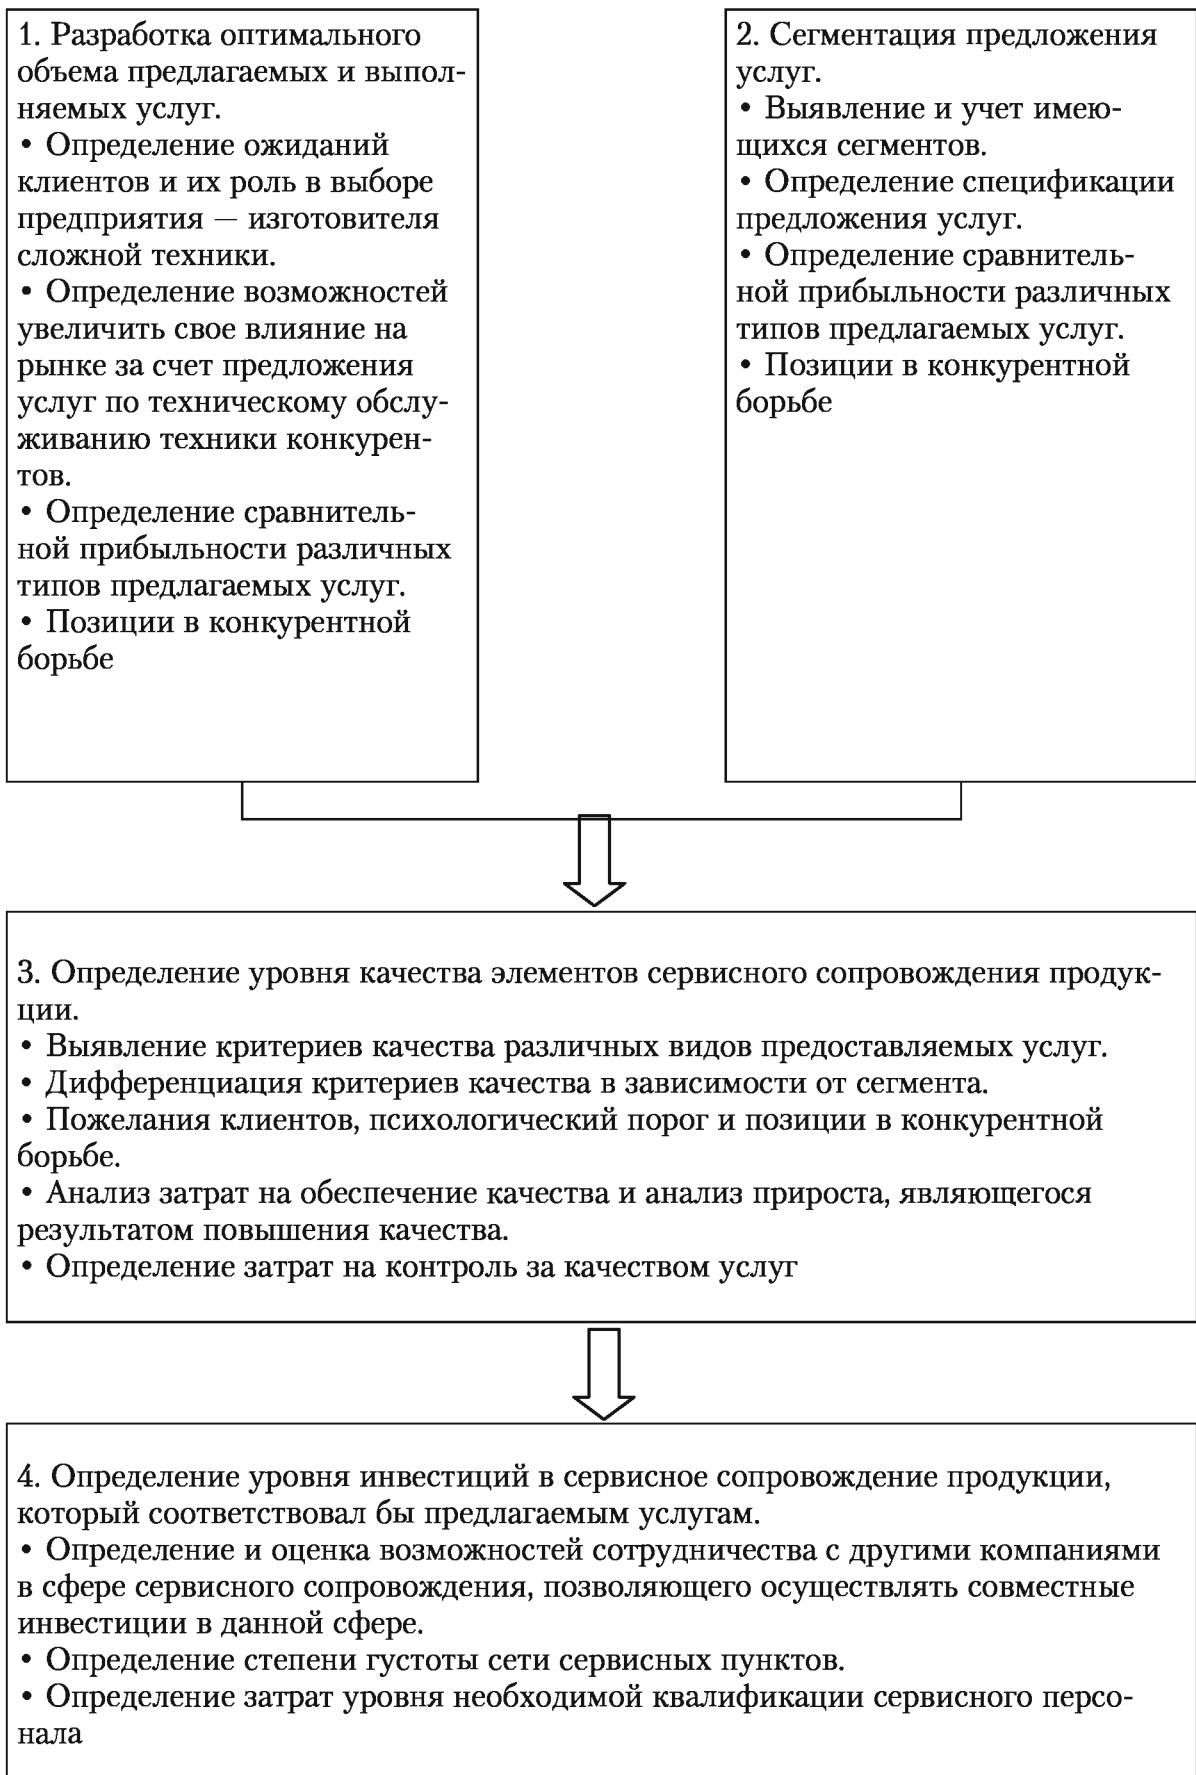 1. Разработка оптимального
объема предлагаемых и выпол-
няемых услуг.
• Определение ожиданий
клиентов и их роль в выборе
предприятия — изготовителя
сложной техники.
• Определение возможностей
увеличить свое влияние на
рынке за счет предложения
услуг по техническому обслу-
живанию техники конкурен-
тов.
• Определение сравнитель-
ной прибыльности различных
типов предлагаемых услуг.
• Позиции в конкурентной
борьбе
2. Сегментация предложения
услуг.
• Выявление и учет имею-
щихся сегментов.
• Определение спецификации
предложения услуг.
• Определение сравнитель-
ной прибыльности различных
типов предлагаемых услуг.
• Позиции в конкурентной
борьбе
3. Определение уровня качества элементов сервисного сопровождения продук-
ции.
• Выявление критериев качества различных видов предоставляемых услуг.
• Дифференциация критериев качества в зависимости от сегмента.
• Пожелания клиентов, психологический порог и позиции в конкурентной
борьбе.
• Анализ затрат на обеспечение качества и анализ прироста, являющегося
результатом повышения качества.
• Определение затрат на контроль за качеством услуг
4. Определение уровня инвестиций в сервисное сопровождение продукции,
который соответствовал бы предлагаемым услугам.
• Определение и оценка возможностей сотрудничества с другими компаниями
в сфере сервисного сопровождения, позволяющего осуществлять совместные
инвестиции в данной сфере.
• Определение степени густоты сети сервисных пунктов.
• Определение затрат уровня необходимой квалификации сервисного персо-
нала